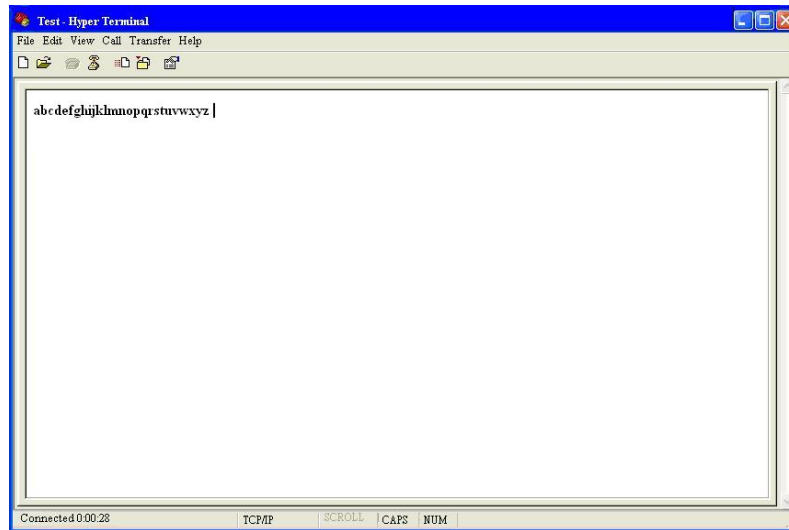 Test - Hyper Terminal
File Edit View Call Transfer Help
abcdefghijklmnopqrstuvwxyz
Connected 0:00:28 TCP/IP SCROLL CAPS NUM